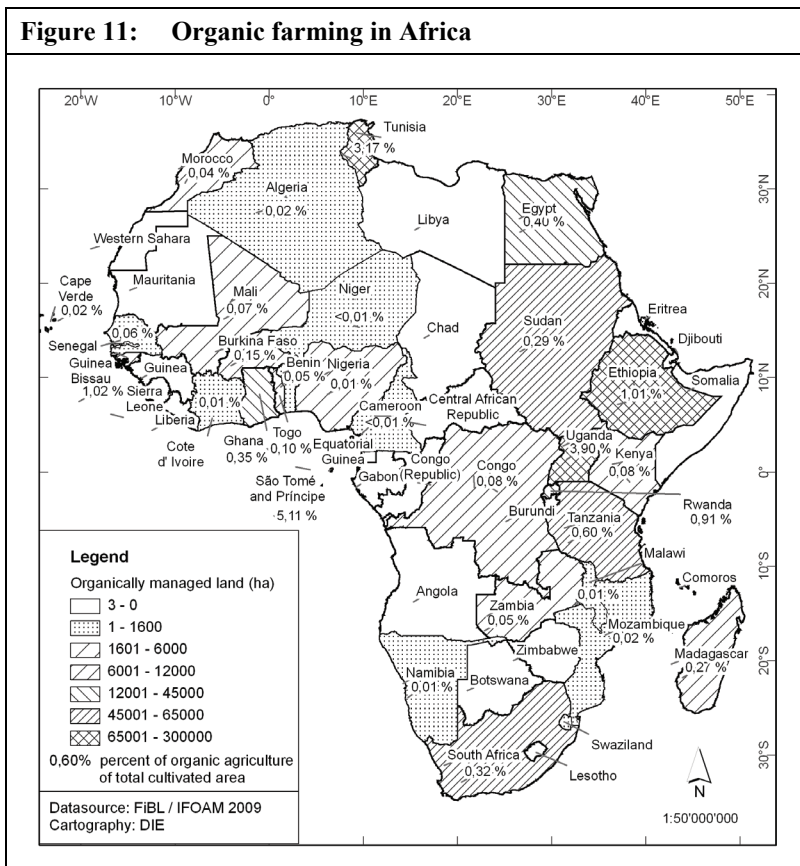 Figure 11: Organic farming in Africa
20°W 10°W 0° 10°E 20°E 30°E 40°E 50°E
Tunisia
3,17 %
Morocco
0,04 %
Algeria
0,02 %
Libya
Egypt
0,40 %
30°N
Western Sahara
Mauritania
Cape
Verde
0,02 %
Mali
0,07 %
Niger
<0,01 %
Chad
Sudan
0,29 %
Eritrea
Djibouti
20°N
0,06 %
Senegal
Guinea
Bissau
1,02 %
Guinea
Sierra
Leone
Liberia
Burkina Faso
0,15 %
Benin
0,05 %
Nigeria
0,01 %
Ethiopia
1,01 %
Somalia
10°N
0,01 %
Cote
d' Ivoire
Ghana
0,35 %
Togo
0,10 %
Cameroon
<0,01 %
Central African
Republic
Equatorial
Guinea
São Tomé
and Príncipe
5,11 %
Gabon
Congo
(Republic)
Congo
0,08 %
Uganda
3,90 %
Kenya
0,08 %
0°
Rwanda
0,91 %
Burundi
Tanzania
0,60 %
Malawi
0,01 %
10°S
Comoros
Angola
Zambia
0,05 %
Mozambique
0,02 %
Zimbabwe
Madagascar
0,27 %
20°S
Namibia
0,01 %
Botswana
Swaziland
South Africa
0,32 %
Lesotho
30°S
N
1:50'000'000
Legend
Organically managed land (ha)
3 - 0
1 - 1600
1601 - 6000
6001 - 12000
12001 - 45000
45001 - 65000
65001 - 300000
0,60% percent of organic agriculture
of total cultivated area
Datasource: FiBL / IFOAM 2009
Cartography: DIE